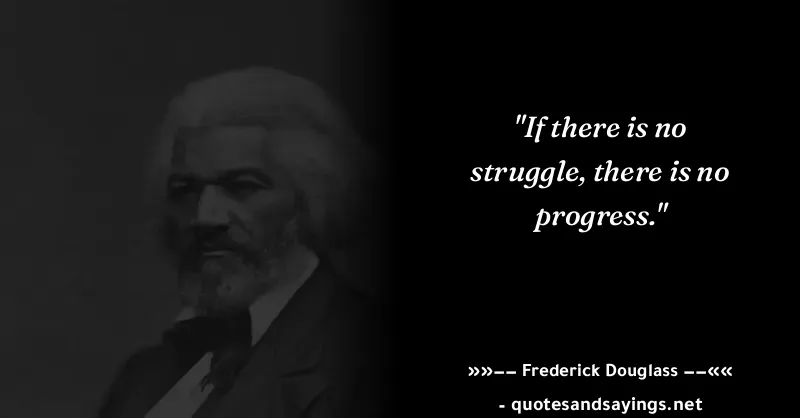 "If there is no
struggle, there is no
progress."
»»–– Frederick Douglass ––««
- quotesandsayings.net